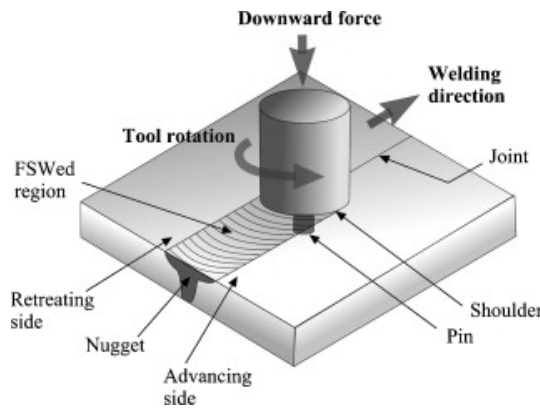 Downward force
Welding
direction
Tool rotation
Joint
FSWed
region
Retreating
side
Nugget
Advancing
side
Shoulder
Pin